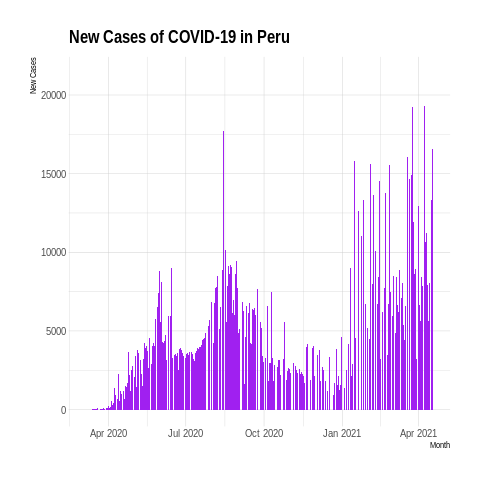 New Cases of COVID-19 in Peru
New Cases
20000
15000
10000
5000
0
Apr 2020 Jul 2020 Oct 2020 Jan 2021 Apr 2021
Month